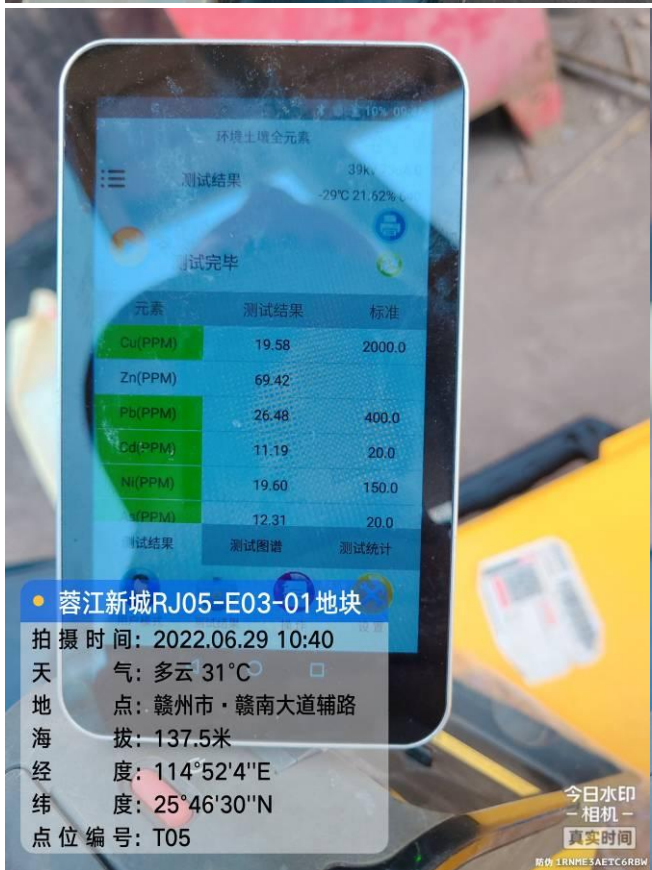 环境土壤全元素
测试结果
-29℃ 21.62%
测试完毕
元素 测试结果 标准
Cu(PPM) 19.58 2000.0
Zn(PPM) 69.42
Pb(PPM) 26.48 400.0
Cd(PPM) 11.19 20.0
Ni(PPM) 19.60 150.0
(PPM) 12.31 20.0
测试结果 测试图谱 测试统计
蓉江新城RJ05-E03-01地块
拍摄时间: 2022.06.29 10:40
天气: 多云 31°C
地点: 赣州市·赣南大道辅路
海拔: 137.5米
经度: 114°52'4"E
纬度: 25°46'30"N
点位编号: T05
今日水印
-相机-
真实时间
防伪 1RNME3AETC6RBW